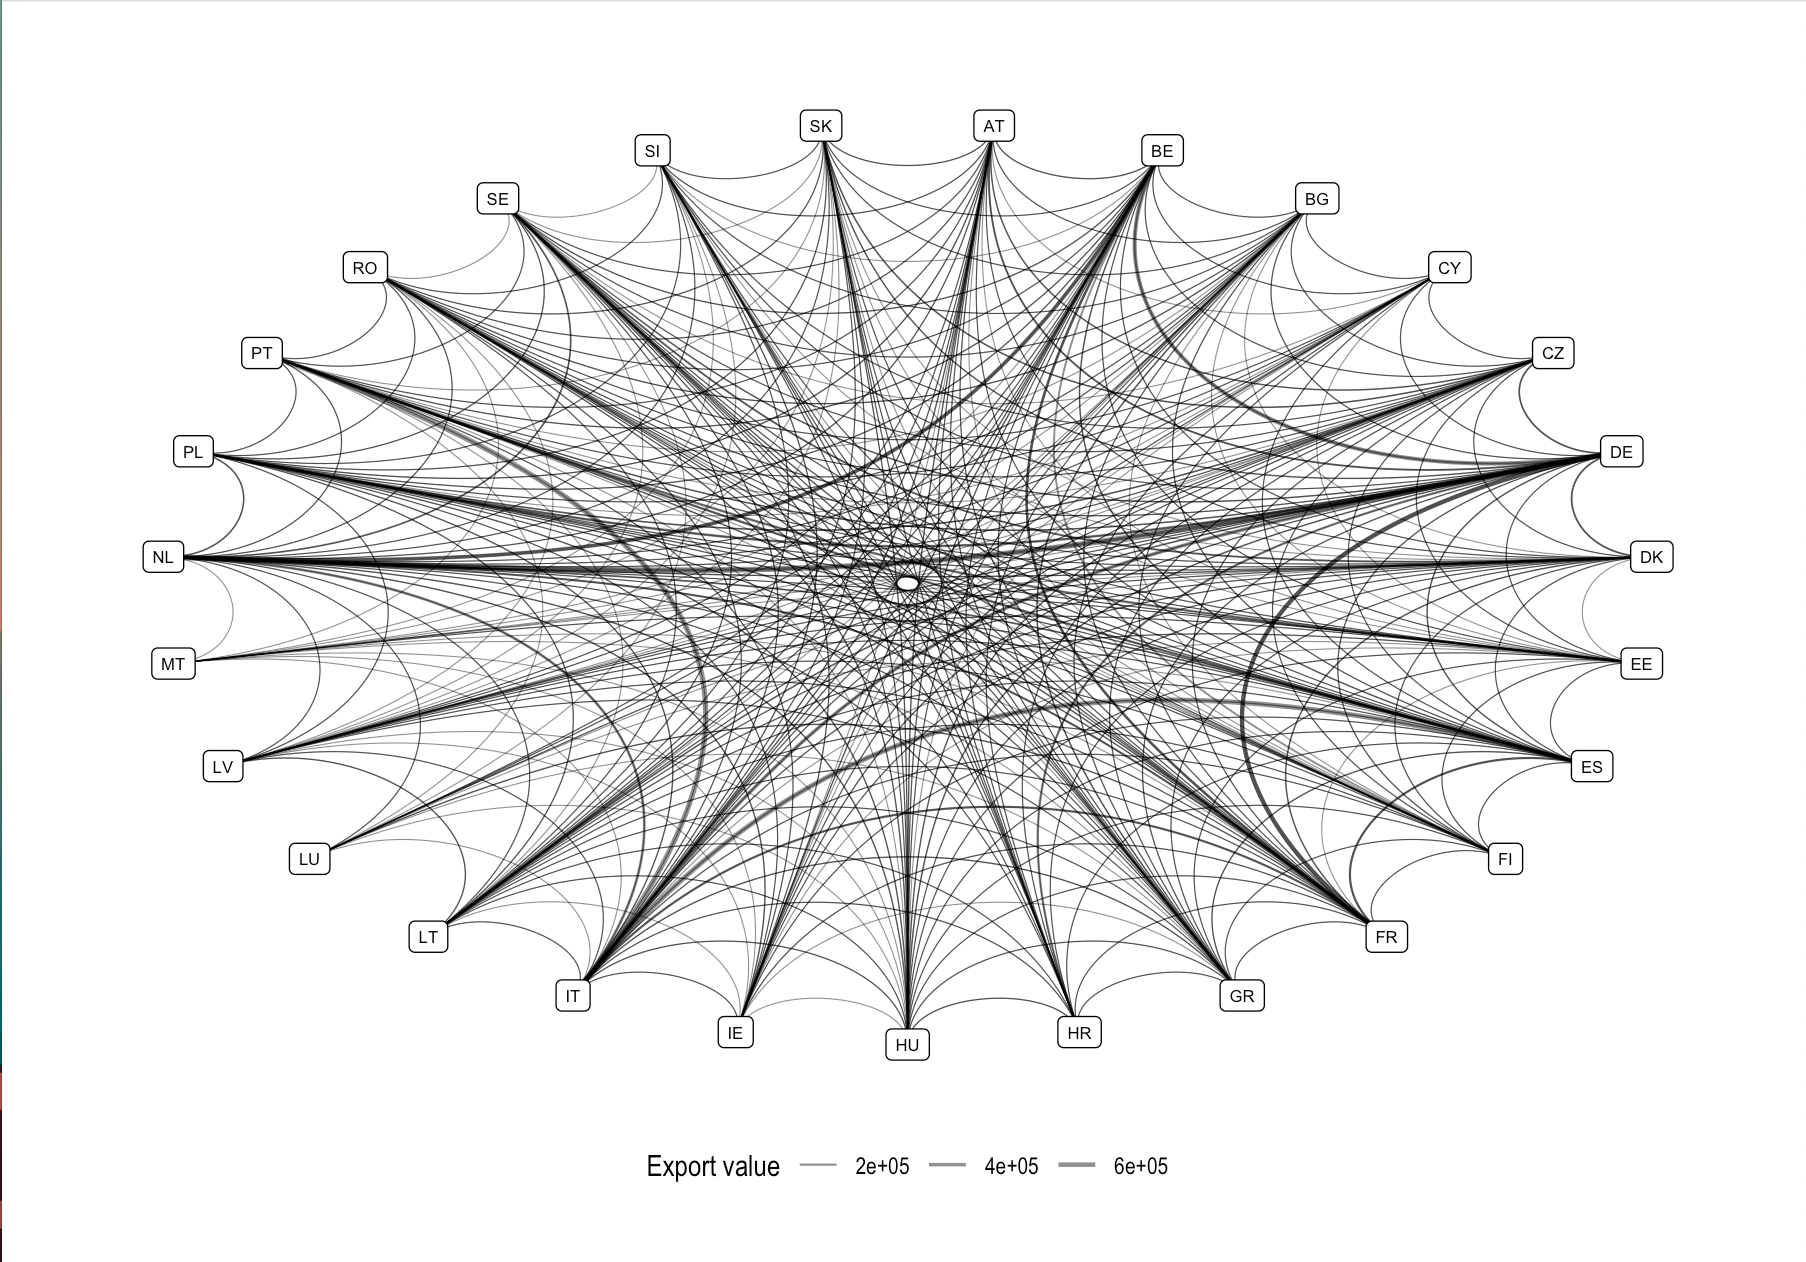 SK
AT
SI
BE
SE
BG
RO
CY
PT
CZ
PL
DE
NL
DK
MT
EE
LV
ES
LU
FI
LT
FR
IT
GR
IE
HR
HU
Export value 2e+05 4e+05 6e+05